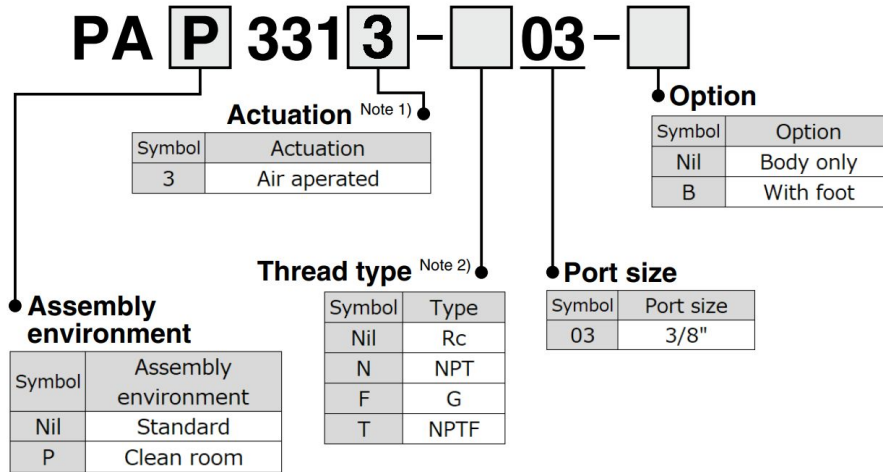 PA P 331 3 - 03 -
Actuation Note 1)
Symbol Actuation
3 Air aperated
Option
Symbol Option
Nil Body only
B With foot
Thread type Note 2)
Symbol Type
Nil Rc
N NPT
F G
T NPTF
Port size
Symbol Port size
03 3/8"
Assembly
environment
Symbol Assembly
environment
Nil Standard
P Clean room